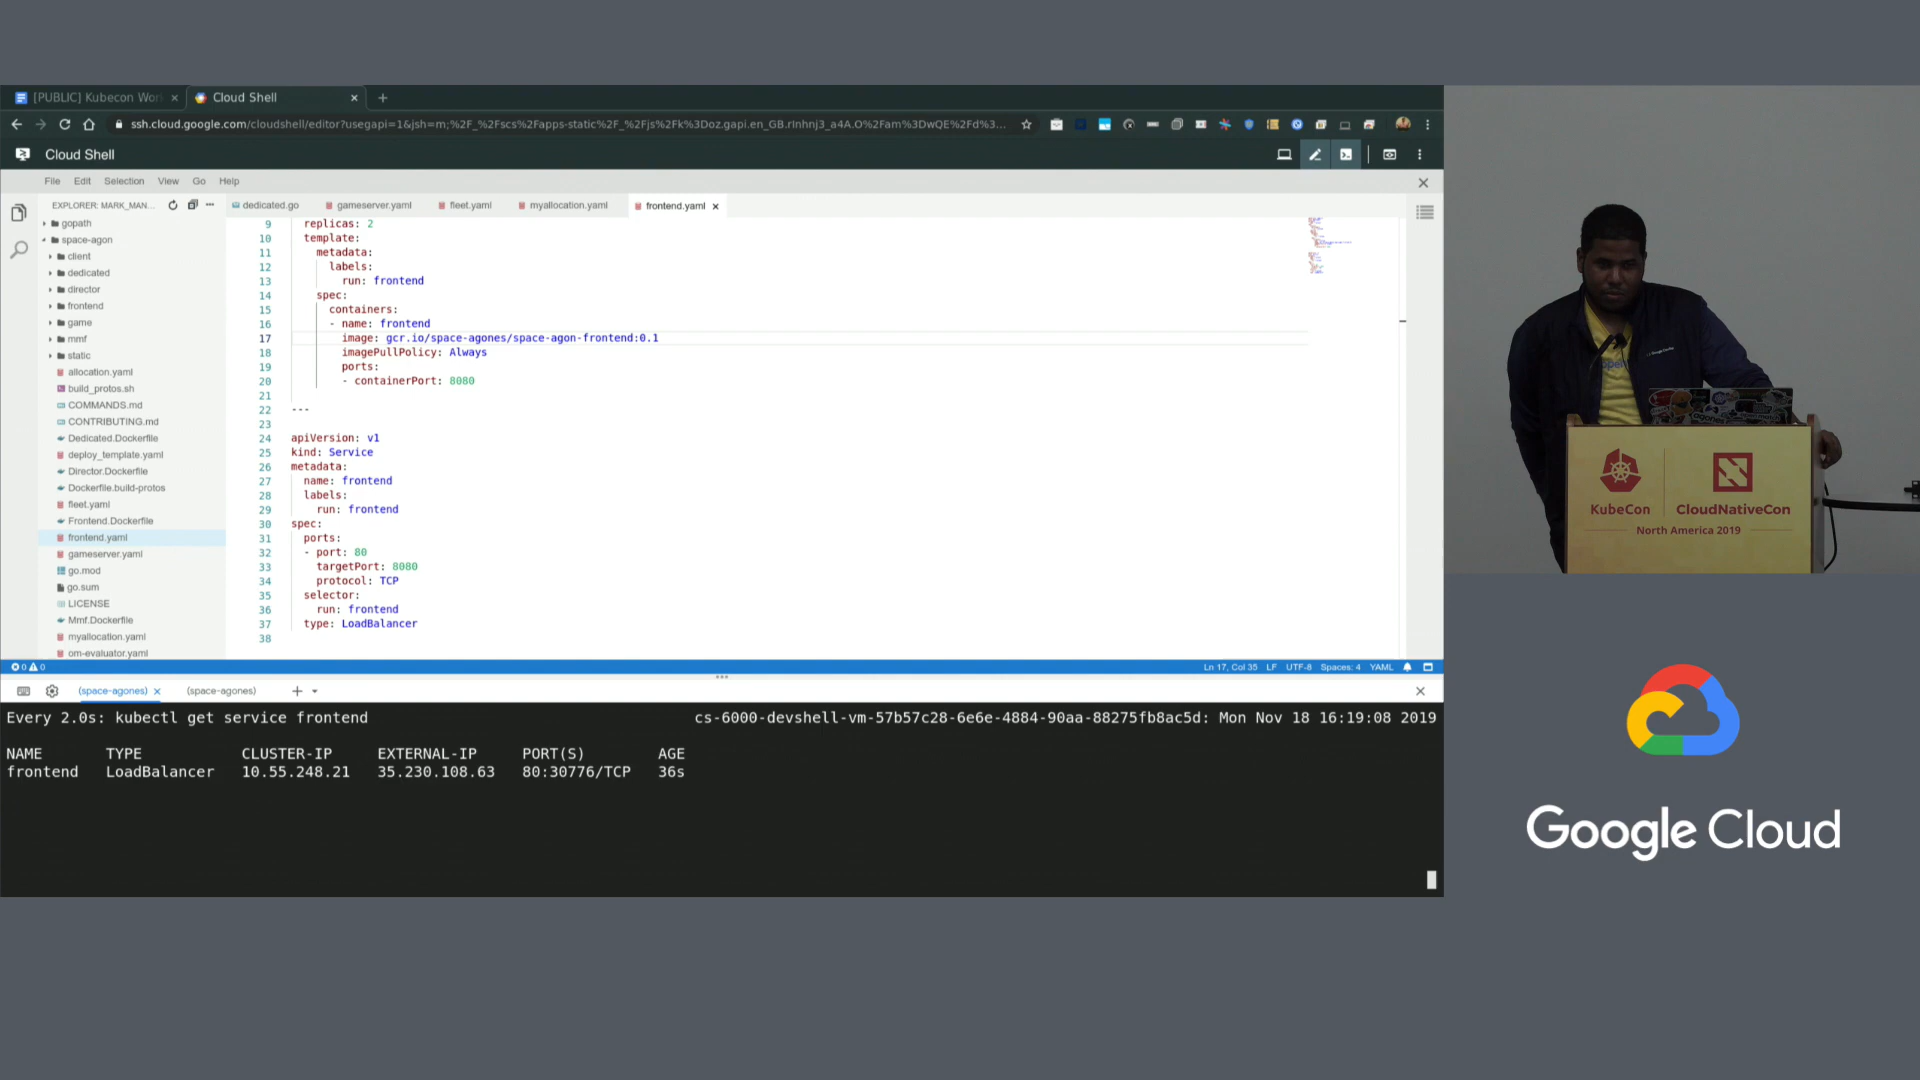 [PUBLIC] Kubecon Wor
Cloud Shell
ssh.cloud.google.com/cloudshell/editor?usegapi=1&jsh=m;%2F_%2Fscs%2Fapps-static%2F_%2Fjs%2Fk%3Doz.gapi.en_GB.rlnhnj3_a4A.O%2Fam%3DwQE%2Fd%3...
Cloud Shell
File Edit Selection View Go Help
EXPLORER: MARK_MAN...
gopath
space-agon
client
dedicated
director
frontend
game
mmf
static
allocation.yaml
build_protos.sh
COMMANDS.md
CONTRIBUTING.md
Dedicated.Dockerfile
deploy_template.yaml
Director.Dockerfile
Dockerfile.build-protos
fleet.yaml
Frontend.Dockerfile
frontend.yaml
gameserver.yaml
go.mod
go.sum
LICENSE
Mmf.Dockerfile
myallocation.yaml
om-evaluator.yaml
dedicated.go gameserver.yaml fleet.yaml myallocation.yaml frontend.yaml
9 replicas: 2
10 template:
11 metadata:
12 labels:
13 run: frontend
14 spec:
15 containers:
16 - name: frontend
17 image: gcr.io/space-agones/space-agon-frontend:0.1
18 imagePullPolicy: Always
19 ports:
20 - containerPort: 8080
21
22 ---
23
24 apiVersion: v1
25 kind: Service
26 metadata:
27 name: frontend
28 labels:
29 run: frontend
30 spec:
31 ports:
32 - port: 80
33 targetPort: 8080
34 protocol: TCP
35 selector:
36 run: frontend
37 type: LoadBalancer
38
0 0 Ln 17, Col 35 LF UTF-8 Spaces: 4 YAML
(space-agones) (space-agones)
Every 2.0s: kubectl get service frontend cs-6000-devshell-vm-57b57c28-6e6e-4884-90aa-88275fb8ac5d: Mon Nov 18 16:19:08 2019
NAME TYPE CLUSTER-IP EXTERNAL-IP PORT(S) AGE
frontend LoadBalancer 10.55.248.21 35.230.108.63 80:30776/TCP 36s
KubeCon CloudNativeCon
North America 2019
Google Cloud